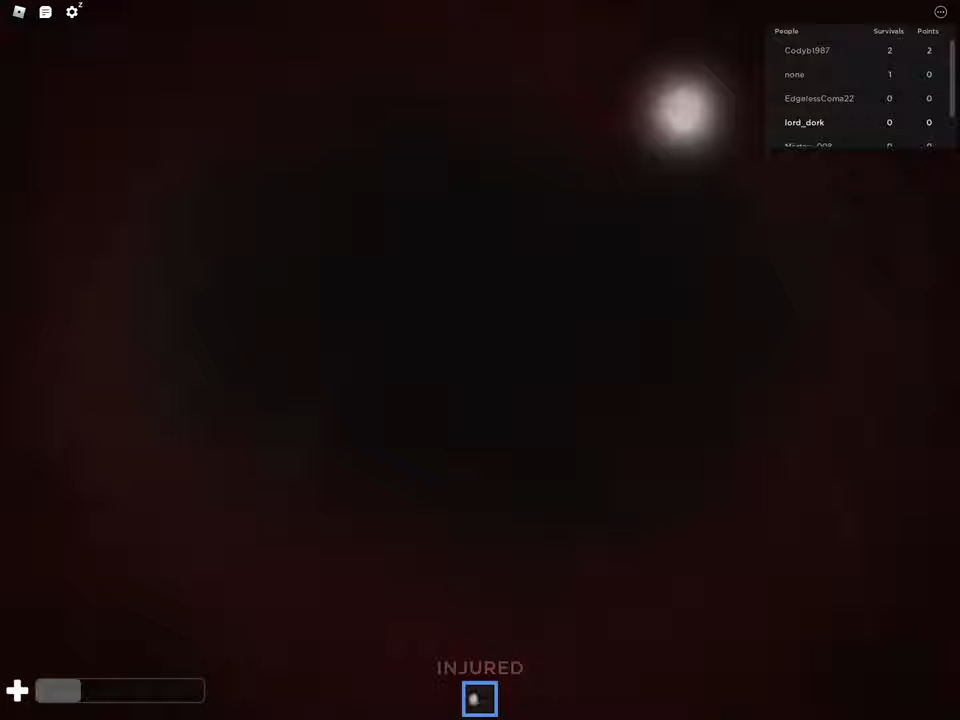 z
People Survivals Points
Codyb1987 2 2
none 1 0
EdgelessComa22 0 0
lord_dork 0 0
INJURED